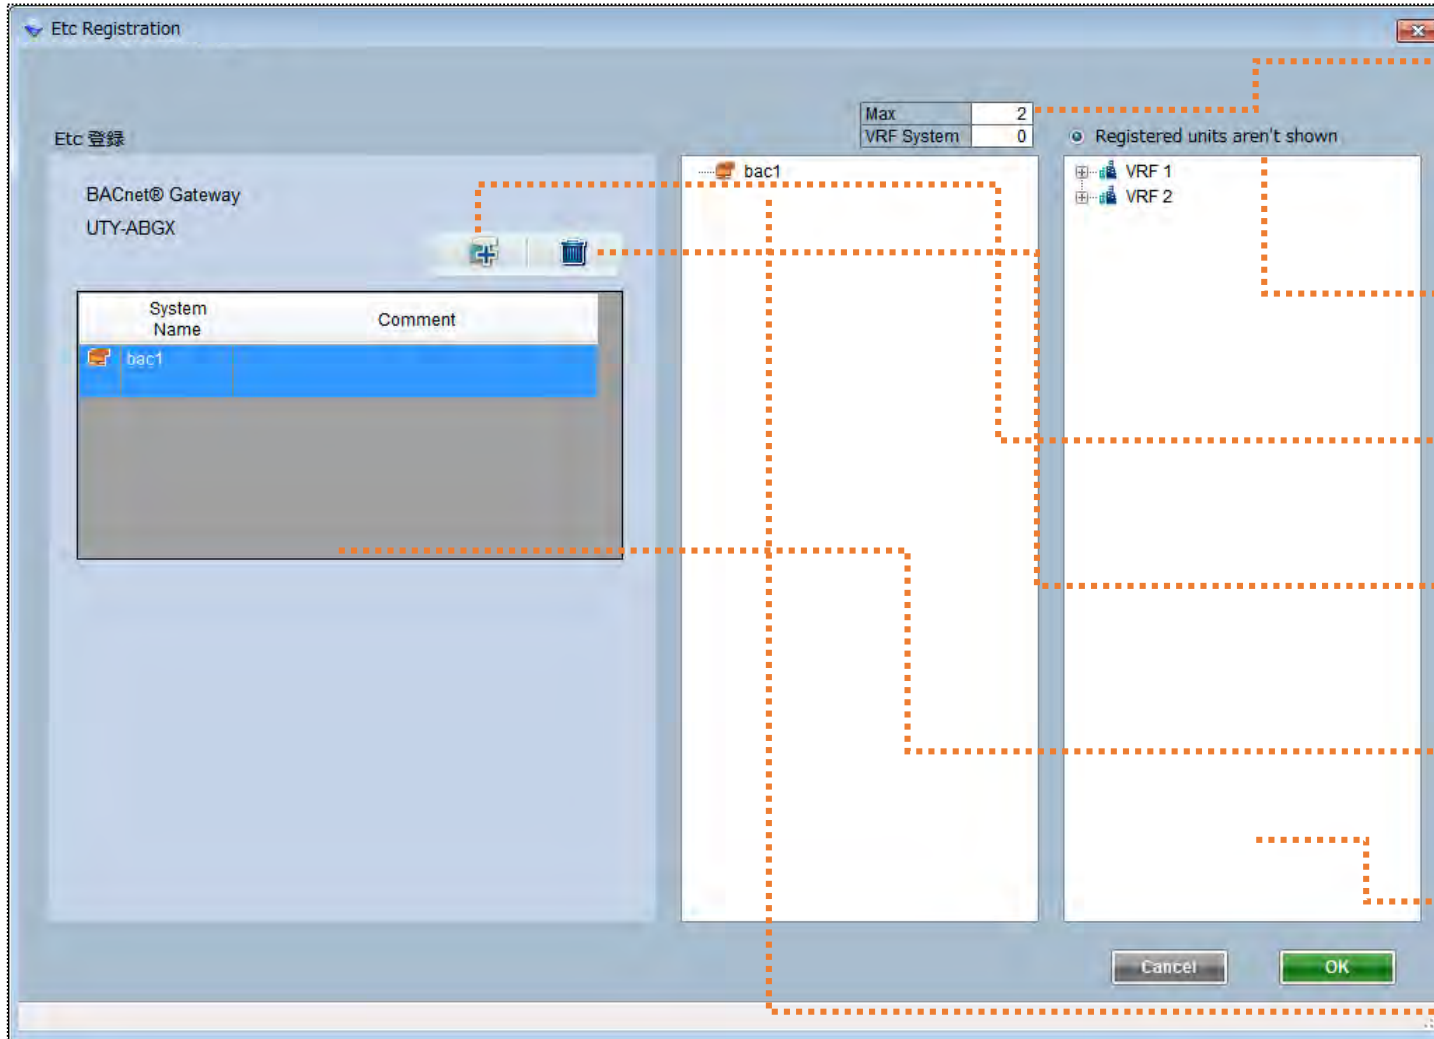 Etc Registration
Max 2
VRF System 0
Etc 登録
Registered units aren't shown
BACnet® Gateway
UTY-ABGX
System Name
Comment
bac1
bac1
VRF 1
VRF 2
Cancel
OK